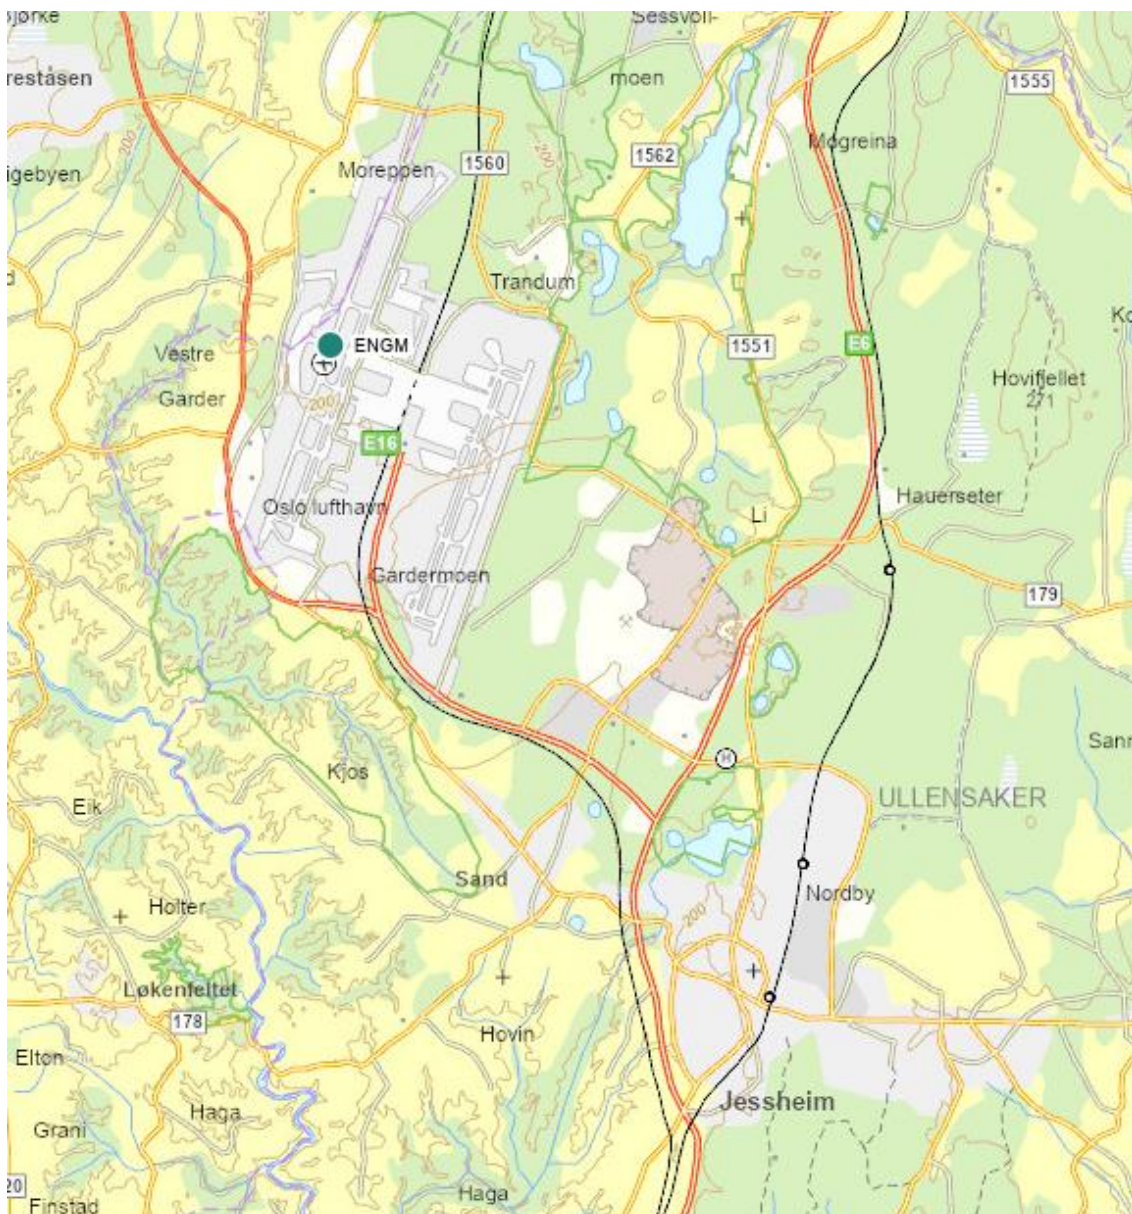 Sessvoll-
moen
reståsen
1555
Mogreina
1562
igebyen
Moreppen
1560
Trandum
ENGM
Vestre
Garder
1551
E6
Hovifjellet
271
200
200
200
E16
Oslo lufthavn
Li
Hauerseter
Gardermoen
179
Kjos
H
ULLENSAKER
Eik
Sand
Nordby
200
Holter
Løkenfeltet
178
Hovin
Elton
Jessheim
Haga
Grani
20
Haga
Finstad